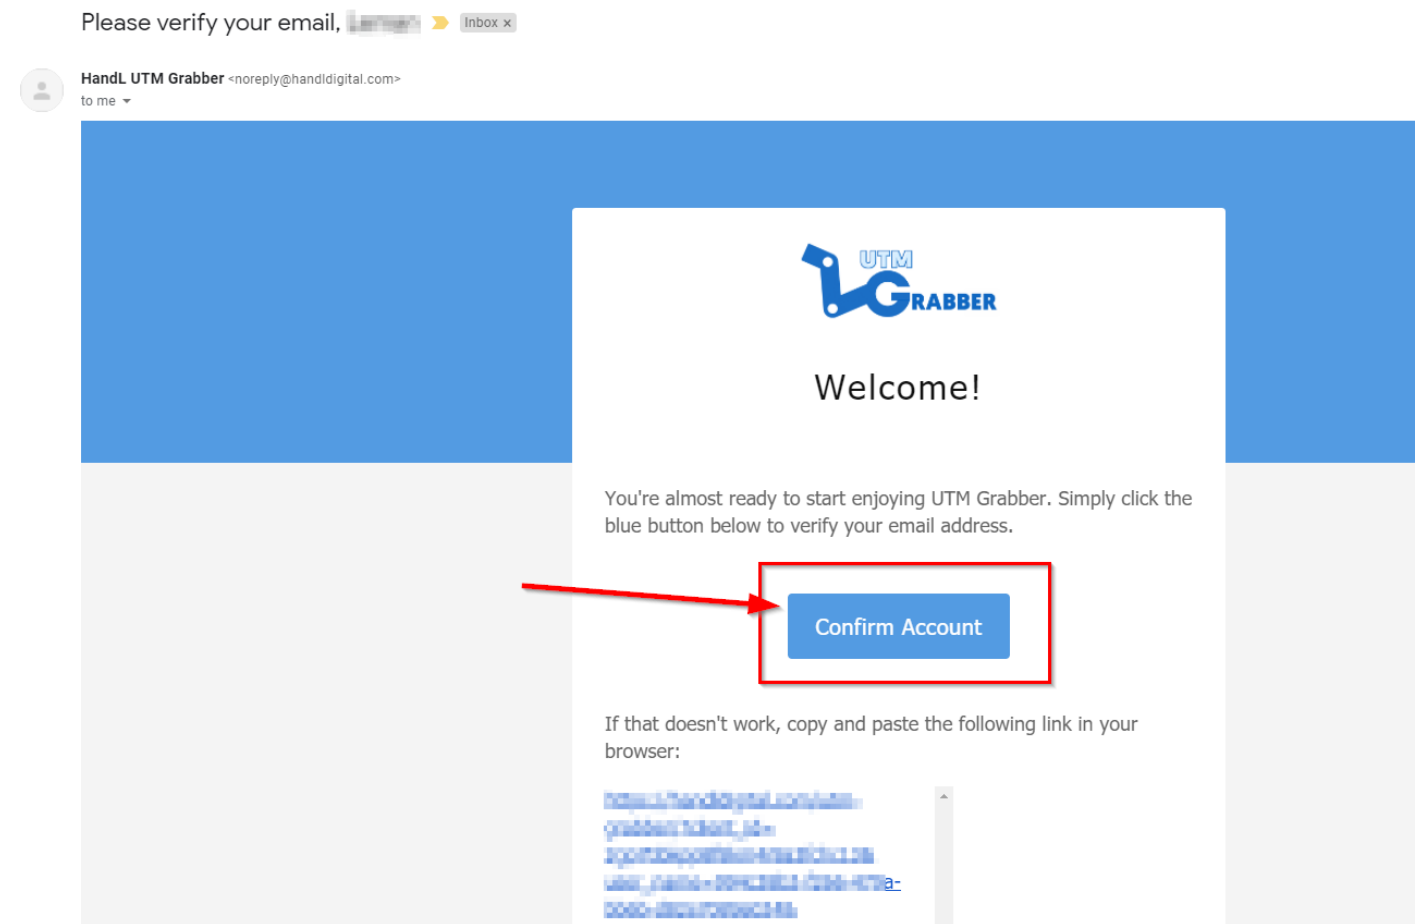 Please verify your email,
Inbox ×
HandL UTM Grabber <noreply@handldigital.com>
to me
UTM
GRABBER
Welcome!
You're almost ready to start enjoying UTM Grabber. Simply click the
blue button below to verify your email address.
Confirm Account
If that doesn't work, copy and paste the following link in your
browser: